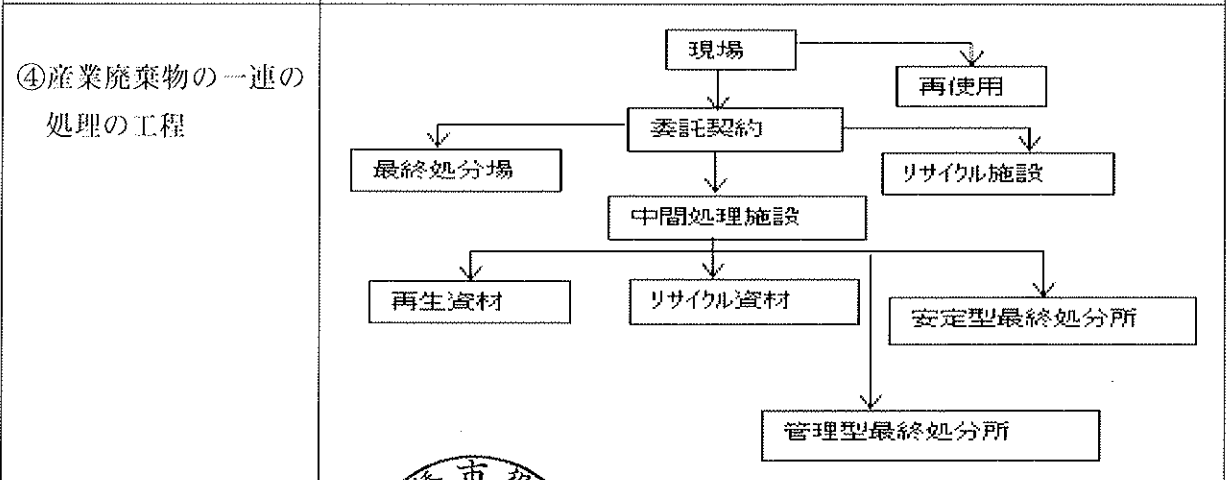 ④産業廃棄物の一連の
処理の工程
現場
再使用
委託契約
最終処分場
リサイクル施設
中間処理施設
再生資材
リサイクル資材
安定型最終処分所
管理型最終処分所
市